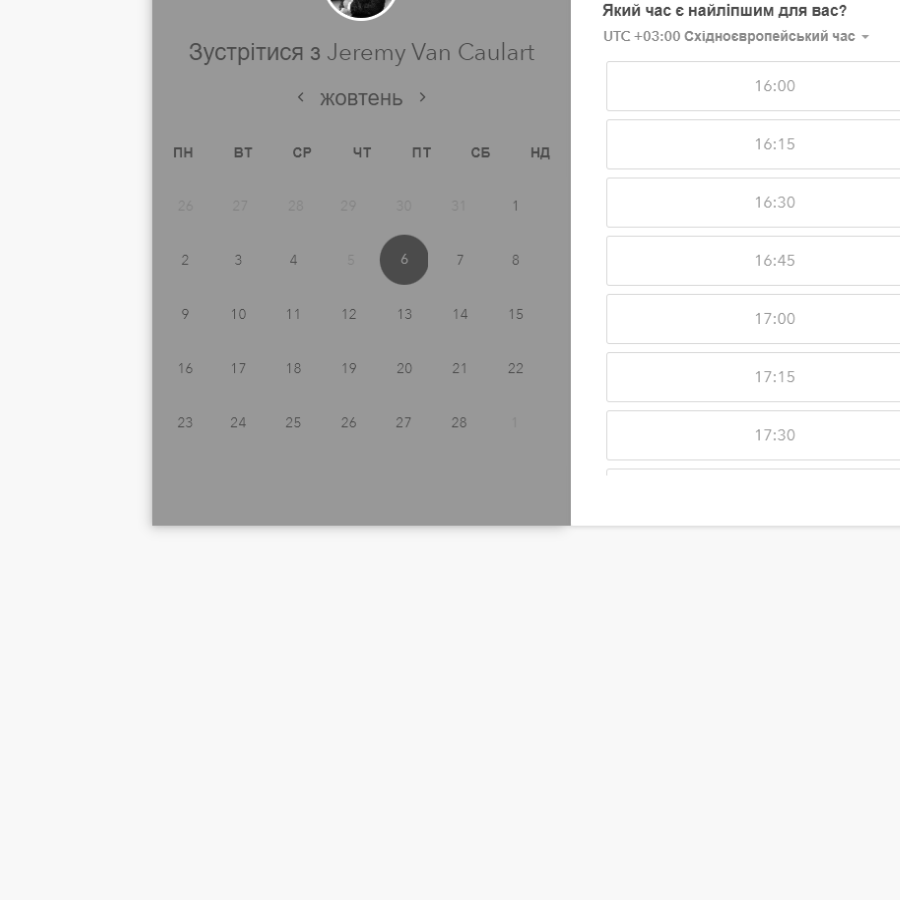 Зустрітися з Jeremy Van Caulart
‹ жовтень ›
ПН ВТ СР ЧТ ПТ СБ НД
26 27 28 29 30 31 1
2 3 4 5 6 7 8
9 10 11 12 13 14 15
16 17 18 19 20 21 22
23 24 25 26 27 28 1
Який час є найліпшим для вас?
UTC +03:00 Східноєвропейський час
16:00
16:15
16:30
16:45
17:00
17:15
17:30